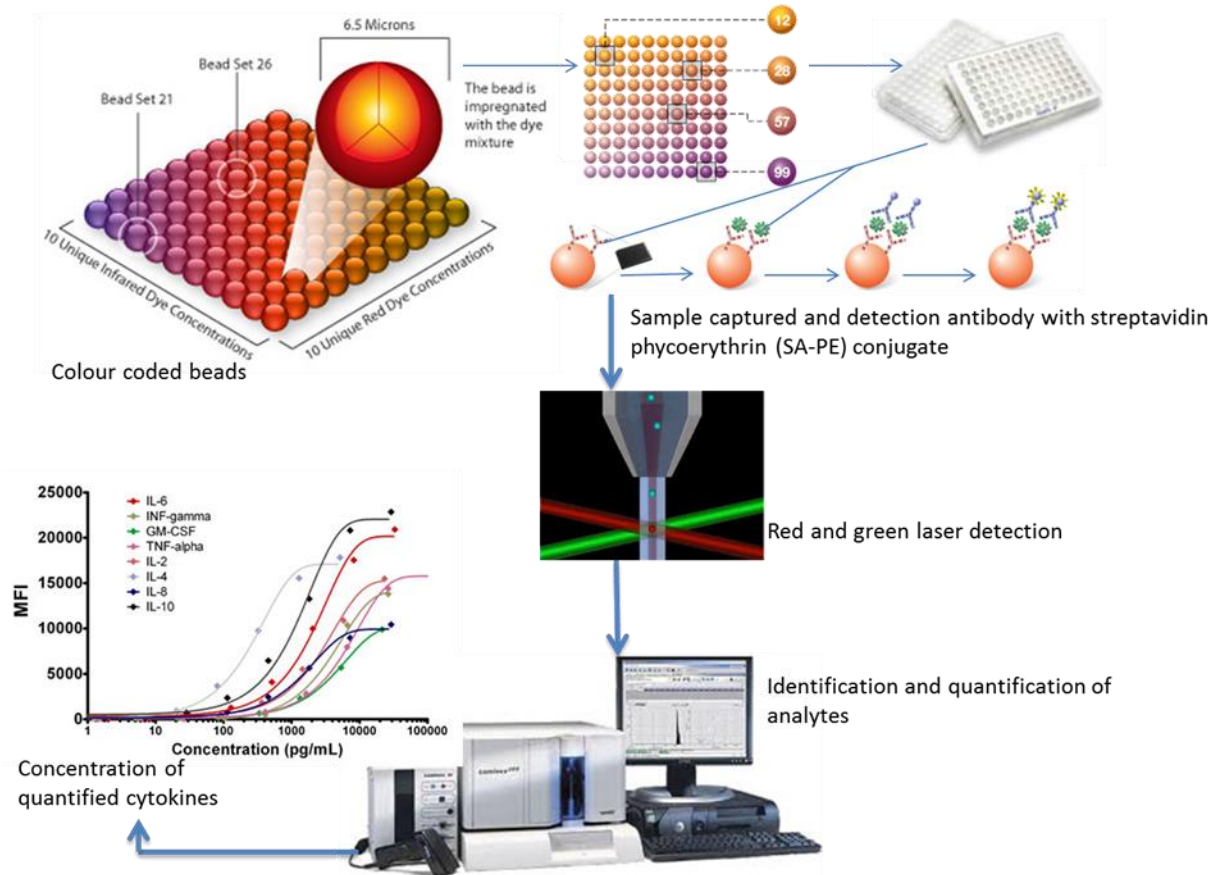 6.5 Microns
Bead Set 26
Bead Set 21
The bead is
impregnated
with the dye
mixture
10 Unique Infrared Dye Concentrations
10 Unique Red Dye Concentrations
Colour coded beads
12
28
57
99
Sample captured and detection antibody with streptavidin
phycoerythrin (SA-PE) conjugate
Red and green laser detection
Identification and quantification of
analytes
25000
20000
15000
10000
5000
0
MFI
IL-6
INF-gamma
GM-CSF
TNF-alpha
IL-2
IL-4
IL-8
IL-10
1
10
100
1000
10000
100000
Concentration (pg/mL)
Concentration of
quantified cytokines